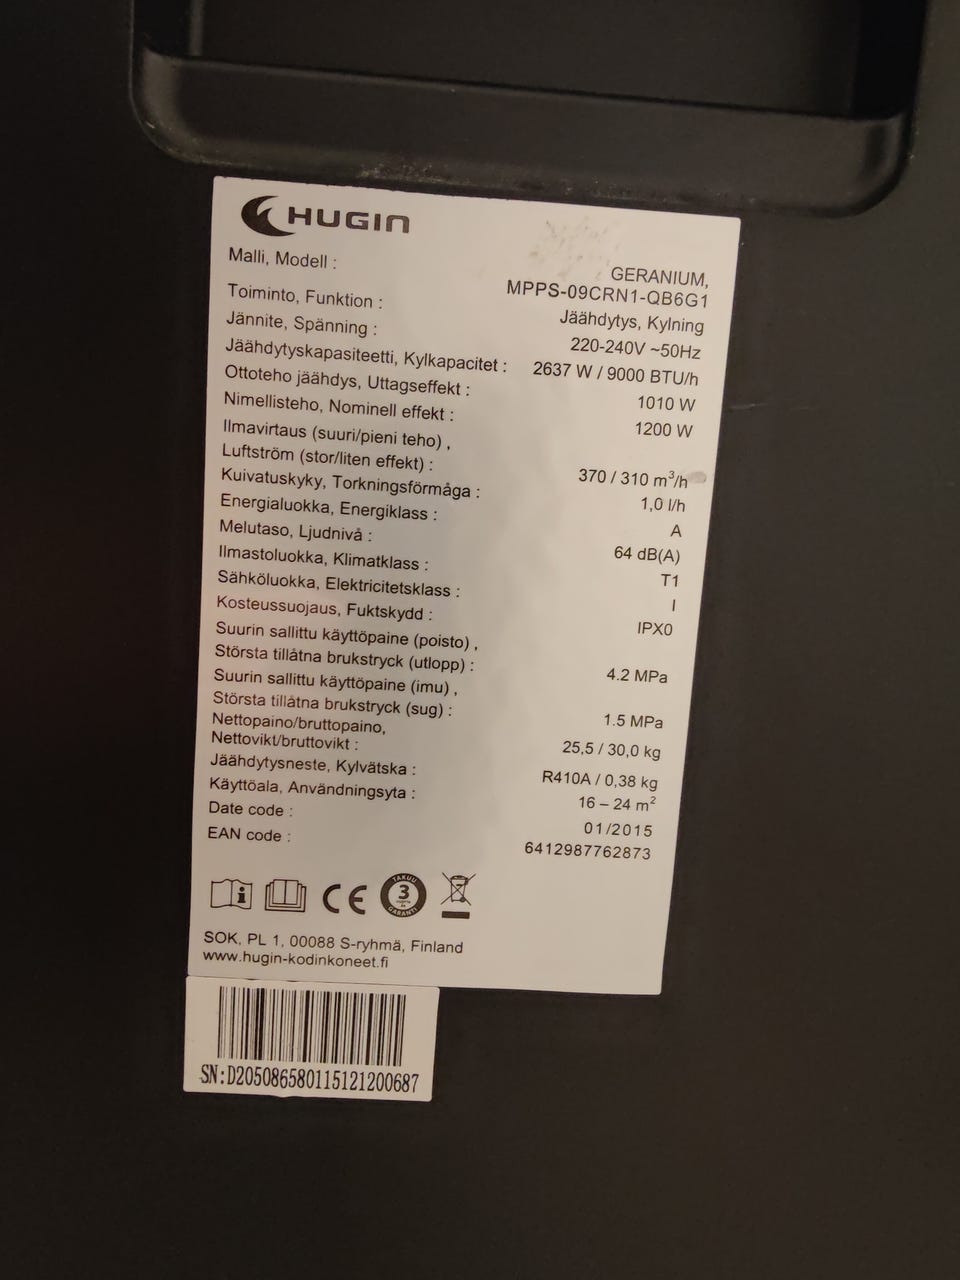 HUGIN
Malli, Modell : GERANIUM,
MPPS-09CRN1-QB6G1
Toiminto, Funktion : Jäähdytys, Kylning
Jännite, Spänning : 220-240V ~50Hz
Jäähdytyskapasiteetti, Kylkapacitet : 2637 W / 9000 BTU/h
Ottoteho jäähdys, Uttagseffekt : 1010 W
Nimellisteho, Nominell effekt : 1200 W
Ilmavirtaus (suuri/pieni teho) ,
Luftström (stor/liten effekt) : 370 / 310 m³/h
Kuivatuskyky, Torkningsförmåga : 1,0 l/h
Energialuokka, Energiklass : A
Melutaso, Ljudnivå : 64 dB(A)
Ilmastoluokka, Klimatklass : T1
Sähköluokka, Elektricitetsklass : I
Kosteussuojaus, Fuktskydd : IPX0
Suurin sallittu käyttöpaine (poisto) ,
Största tillåtna brukstryck (utlopp) : 4.2 MPa
Suurin sallittu käyttöpaine (imu) ,
Största tillåtna brukstryck (sug) : 1.5 MPa
Nettopaino/bruttopaino,
Nettovikt/bruttovikt : 25,5 / 30,0 kg
Jäähdytysneste, Kylvätska : R410A / 0,38 kg
Käyttöala, Användningsyta : 16 – 24 m²
Date code : 01/2015
EAN code : 6412987762873
CE
TAKUU
3
GARANTI
SOK, PL 1, 00088 S-ryhmä, Finland
www.hugin-kodinkoneet.fi
SN:D205086580115121200687